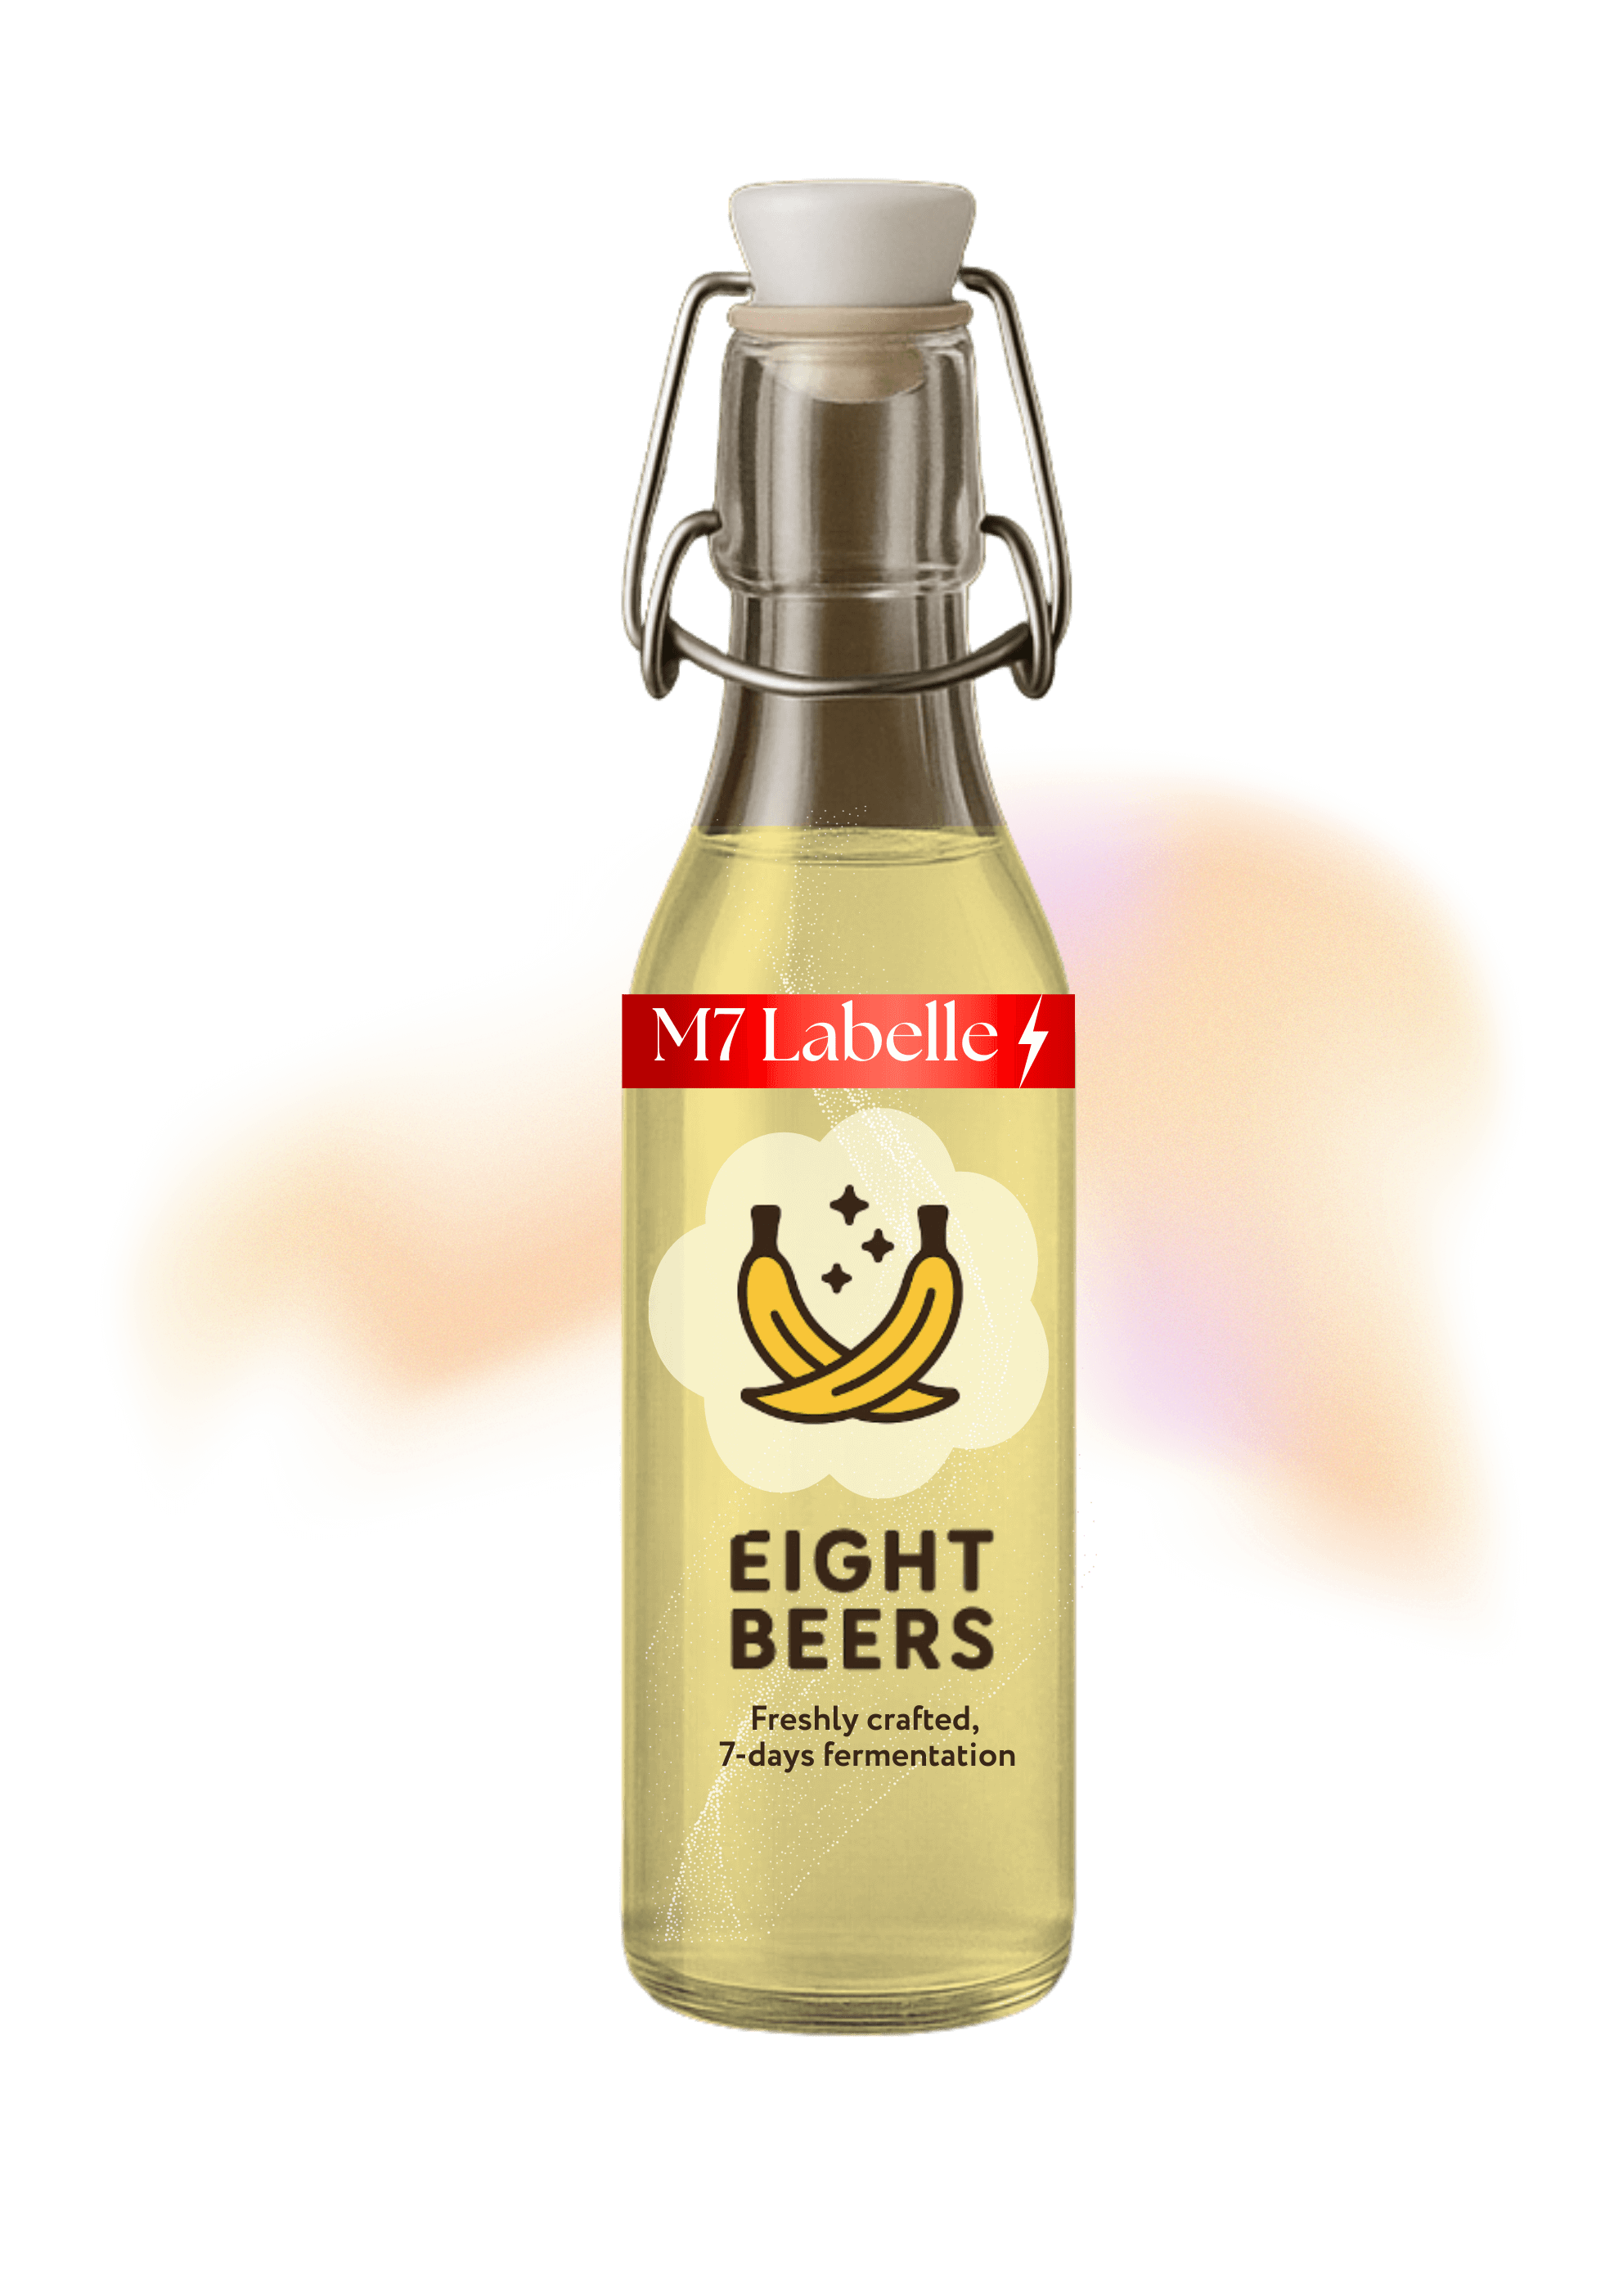 M7 Labelle
EIGHT
BEERS
Freshly crafted,
7-days fermentation